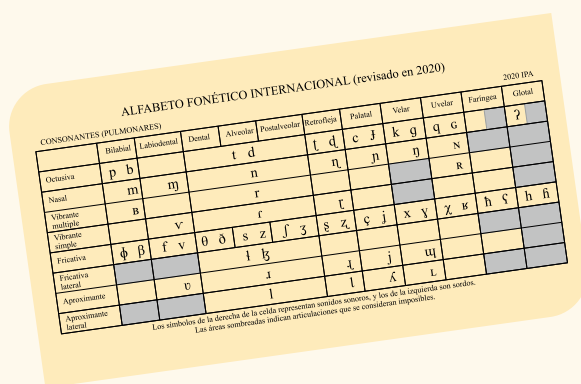 ALFABETO FONÉTICO INTERNACIONAL (revisado en 2020)
CONSONANTES (PULMONARES) 2020 IPA
Bilabial Labiodental Dental Alveolar Postalveolar Retrofleja Palatal Velar Uvelar Faríngea Glotal
Octusiva p b t d ʈ ɖ c ɟ k ɡ q ɢ ʔ
Nasal m ɱ n ɳ ɲ ŋ ɴ
Vibrante múltiple ʙ r ʀ
Vibrante simple ⱱ ɾ ɽ
Fricativa ɸ β f v θ ð s z ʃ ʒ ʂ ʐ ç ʝ x ɣ χ ʁ ħ ʕ h ɦ
Fricativa lateral ɬ ɮ
Aproximante ʋ ɹ ɻ j ɰ
Aproximante lateral l ɭ ʎ ʟ
Los símbolos de la derecha de la celda representan sonidos sonoros, y los de la izquierda son sordos.
Las áreas sombreadas indican articulaciones que se consideran imposibles.